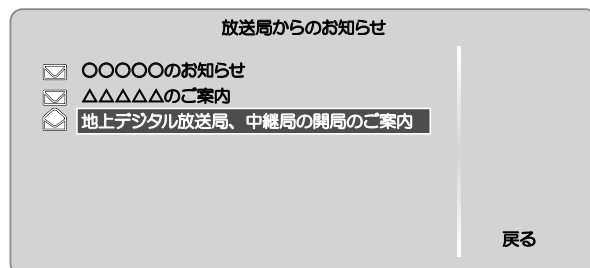 放送局からのお知らせ
○○○○○のお知らせ
△△△△△のご案内
地上デジタル放送局、中継局の開局のご案内
戻る